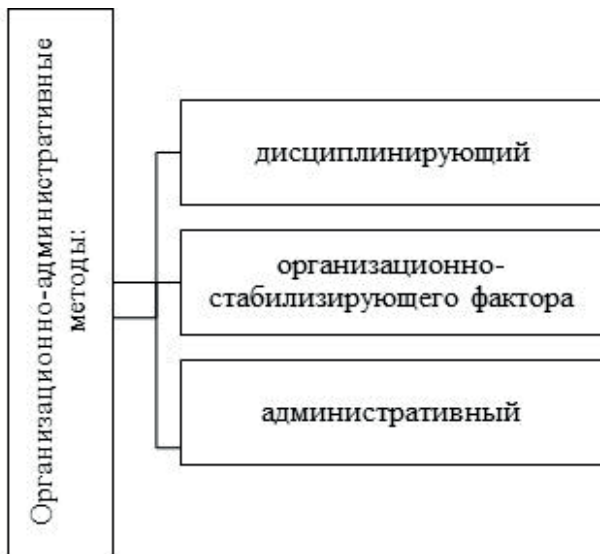 Организационно-административные
методы:
дисциплинирующий
организационно-
стабилизирующего фактора
административный